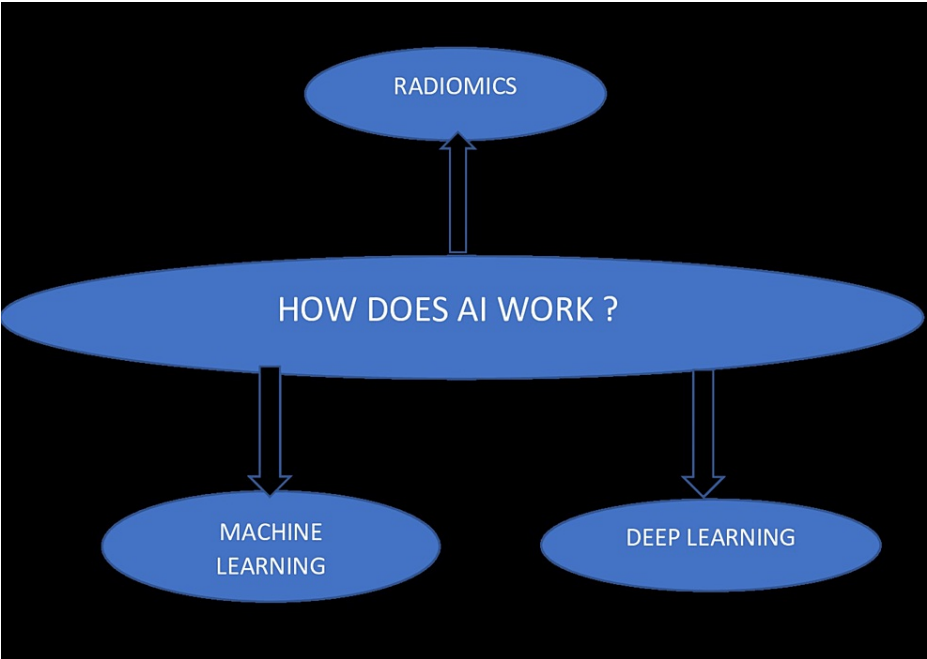 RADIOMICS
HOW DOES AI WORK ?
MACHINE
LEARNING
DEEP LEARNING